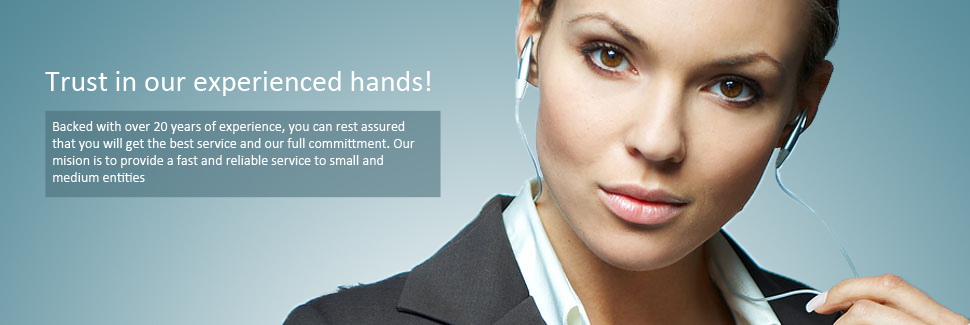 Trust in our experienced hands!
Backed with over 20 years of experience, you can rest assured
that you will get the best service and our full committment. Our
mision is to provide a fast and reliable service to small and
medium entities